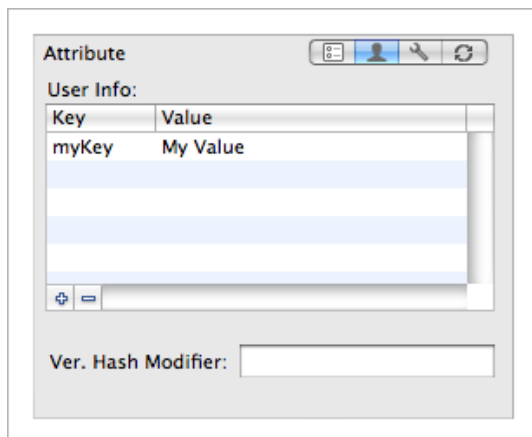 Attribute
User Info:
Key Value
myKey My Value
Ver. Hash Modifier: